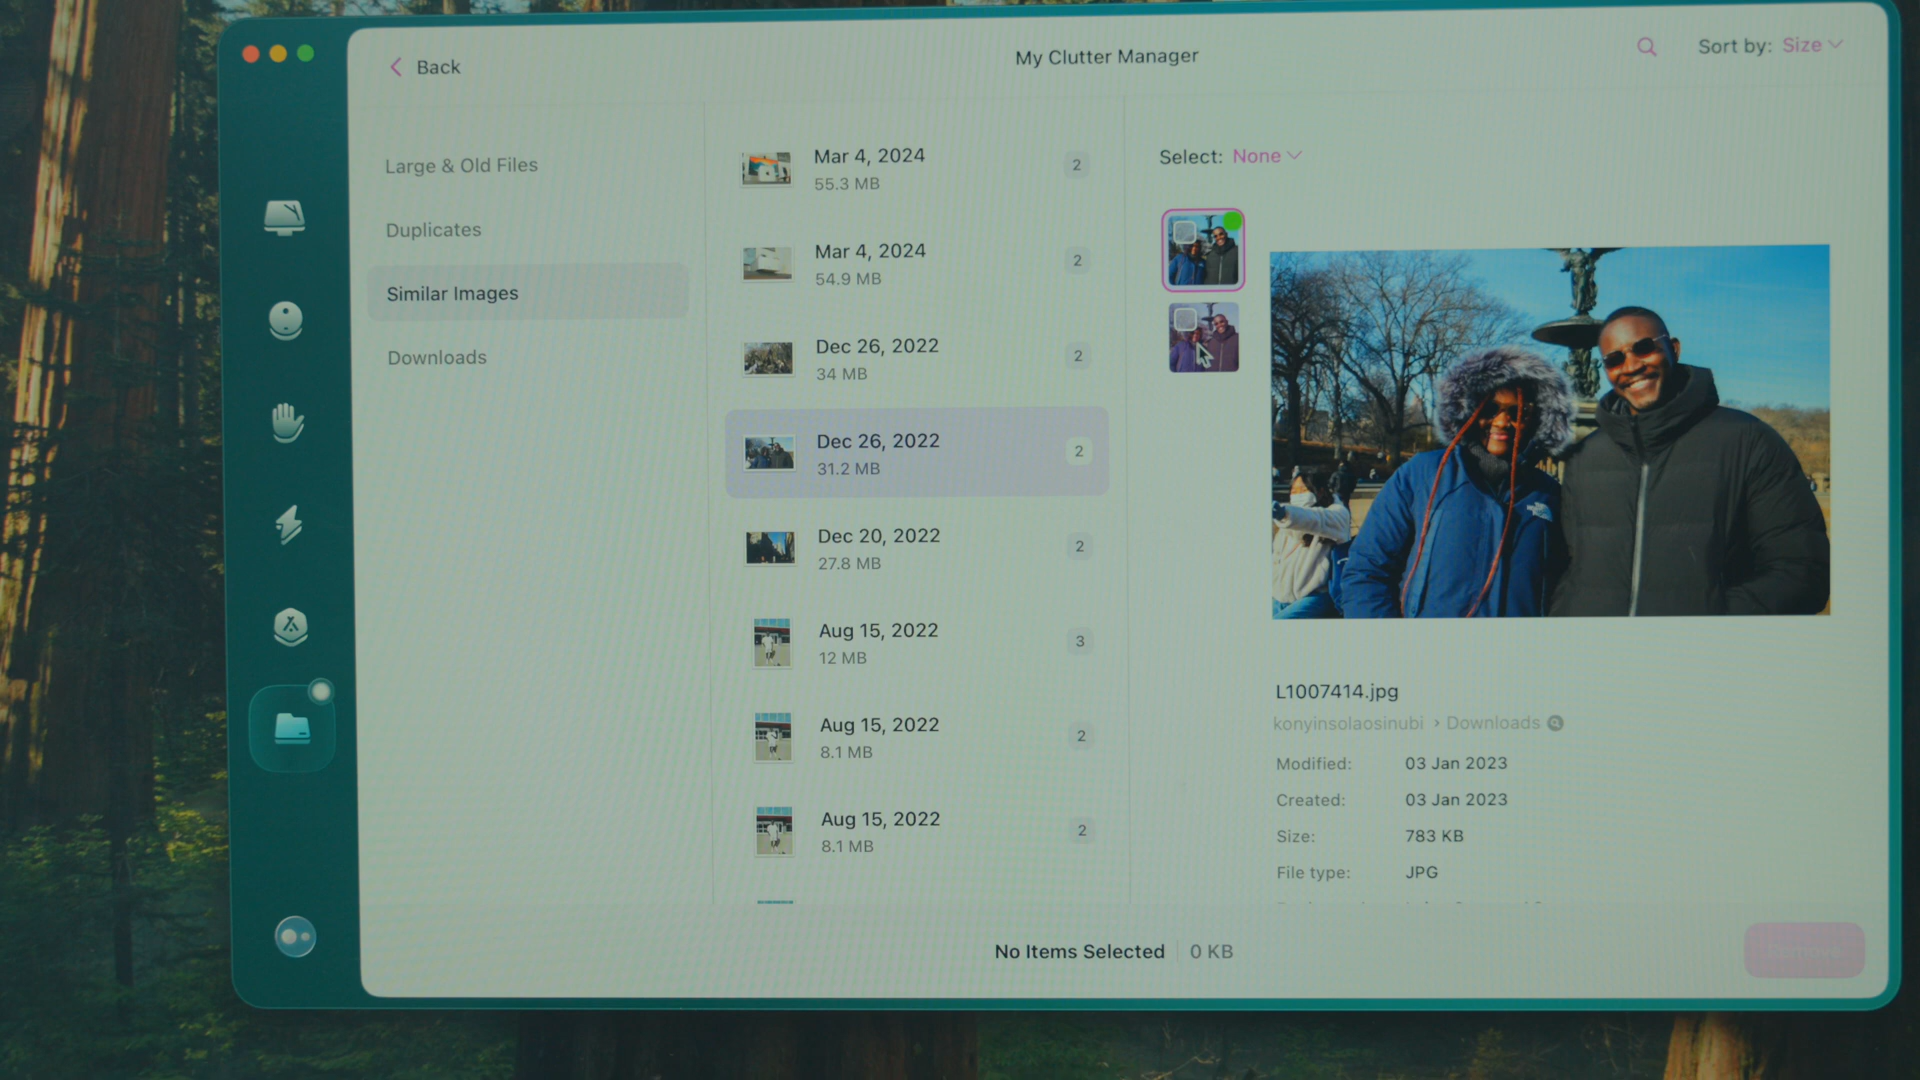 Back
My Clutter Manager
Sort by: Size
Large & Old Files
Duplicates
Similar Images
Downloads
Mar 4, 2024
55.3 MB
2
Mar 4, 2024
54.9 MB
2
Dec 26, 2022
34 MB
2
Dec 26, 2022
31.2 MB
2
Dec 20, 2022
27.8 MB
2
Aug 15, 2022
12 MB
3
Aug 15, 2022
8.1 MB
2
Aug 15, 2022
8.1 MB
2
Select: None
L1007414.jpg
konyinsolaosinubi › Downloads
Modified: 03 Jan 2023
Created: 03 Jan 2023
Size: 783 KB
File type: JPG
No Items Selected | 0 KB